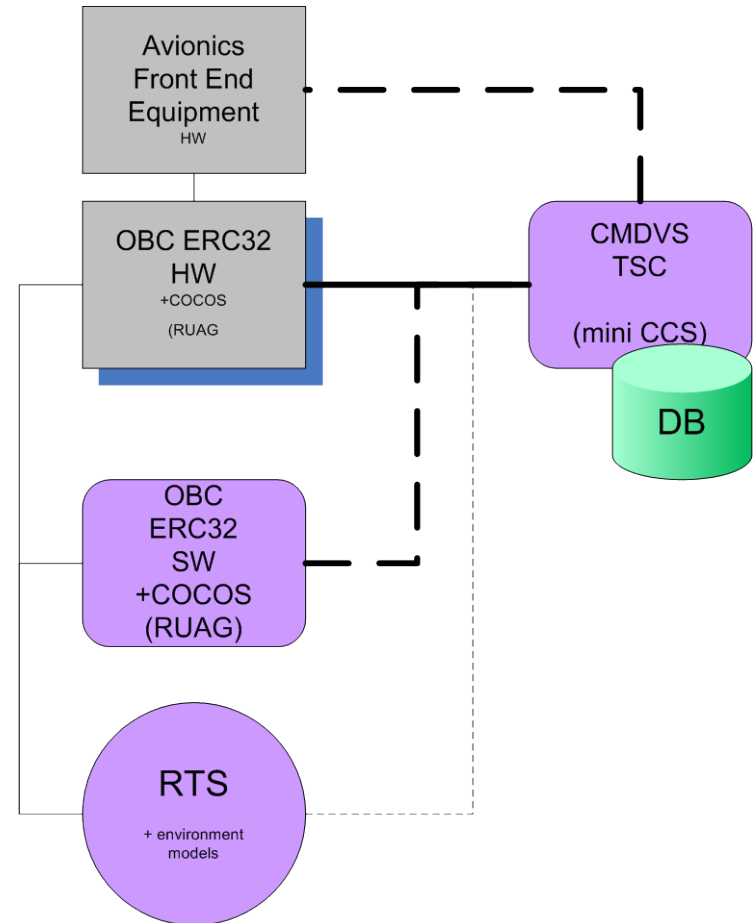 Avionics
Front End
Equipment
HW
OBC ERC32
HW
+COCOS
(RUAG
CMDVS
TSC
(mini CCS)
DB
OBC
ERC32
SW
+COCOS
(RUAG)
RTS
+ environment
models